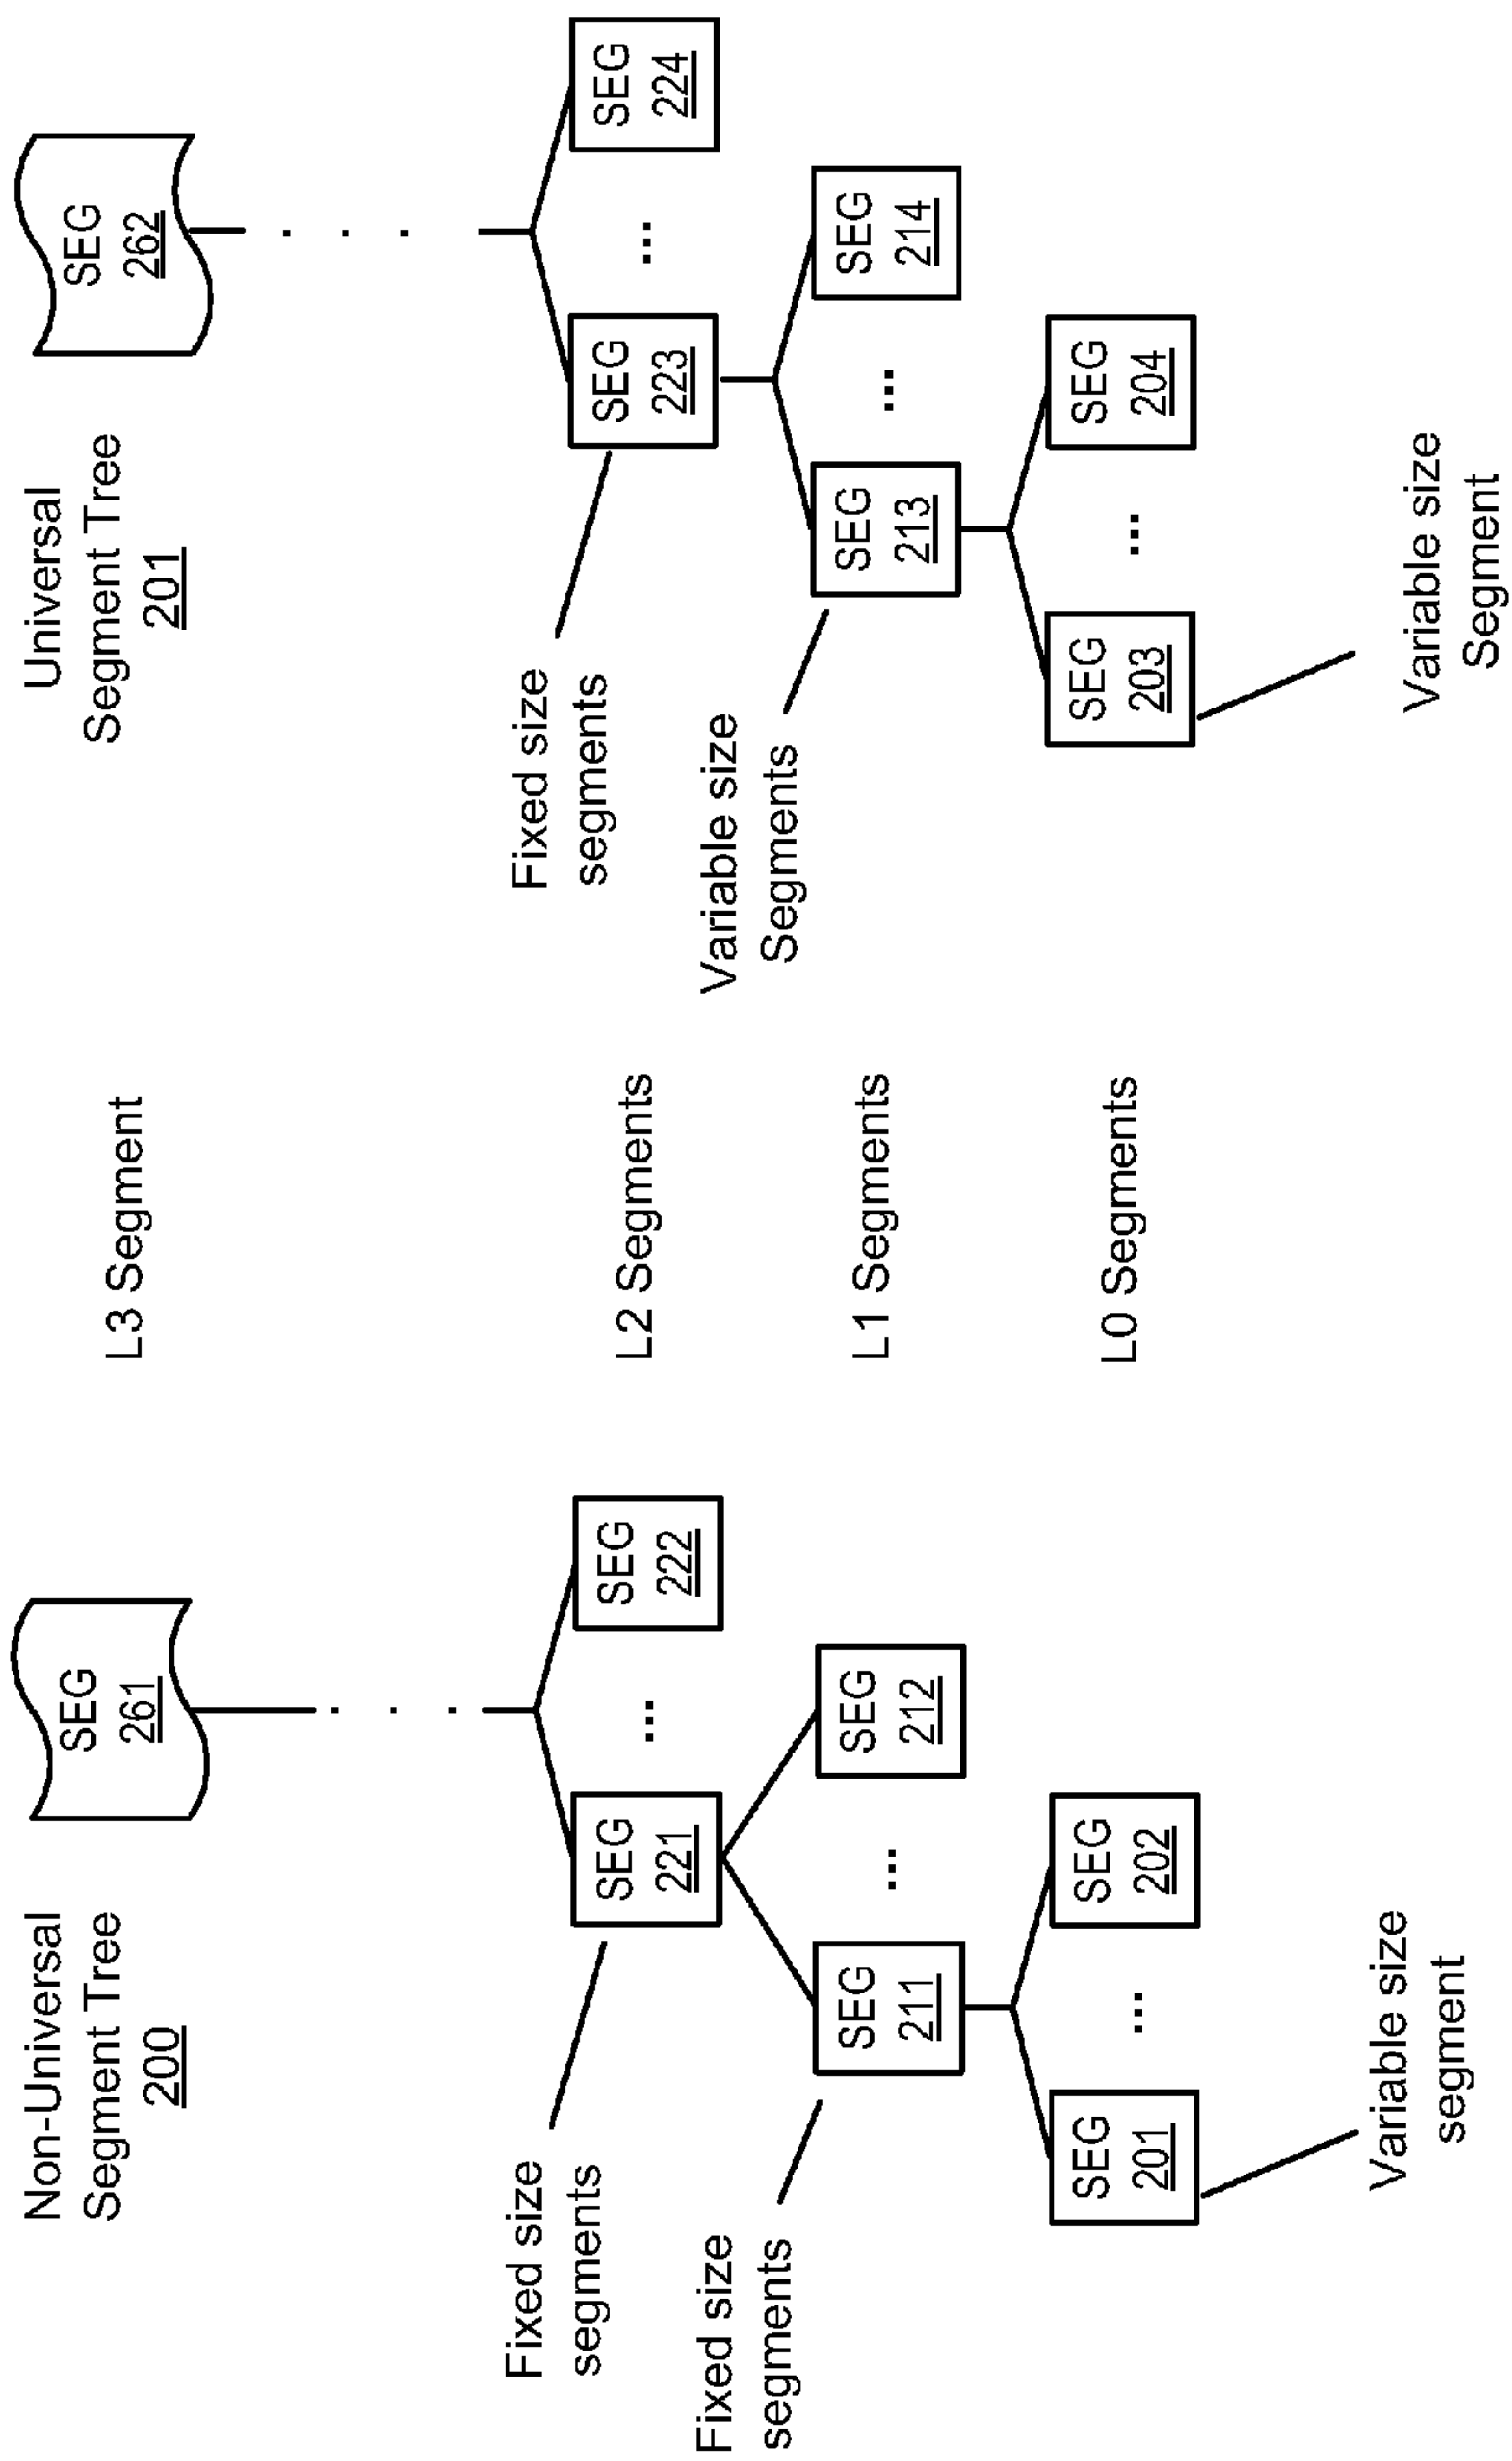 Non-Universal
Segment Tree
200
SEG
261
L3 Segment
Universal
Segment Tree
201
SEG
262
Fixed size
segments
SEG
221
...
SEG
222
L2 Segments
Fixed size
segments
SEG
223
...
SEG
224
Fixed size
segments
SEG
211
...
SEG
212
L1 Segments
Variable size
Segments
SEG
213
...
SEG
214
SEG
201
...
SEG
202
L0 Segments
SEG
203
...
SEG
204
Variable size
segment
Variable size
Segment